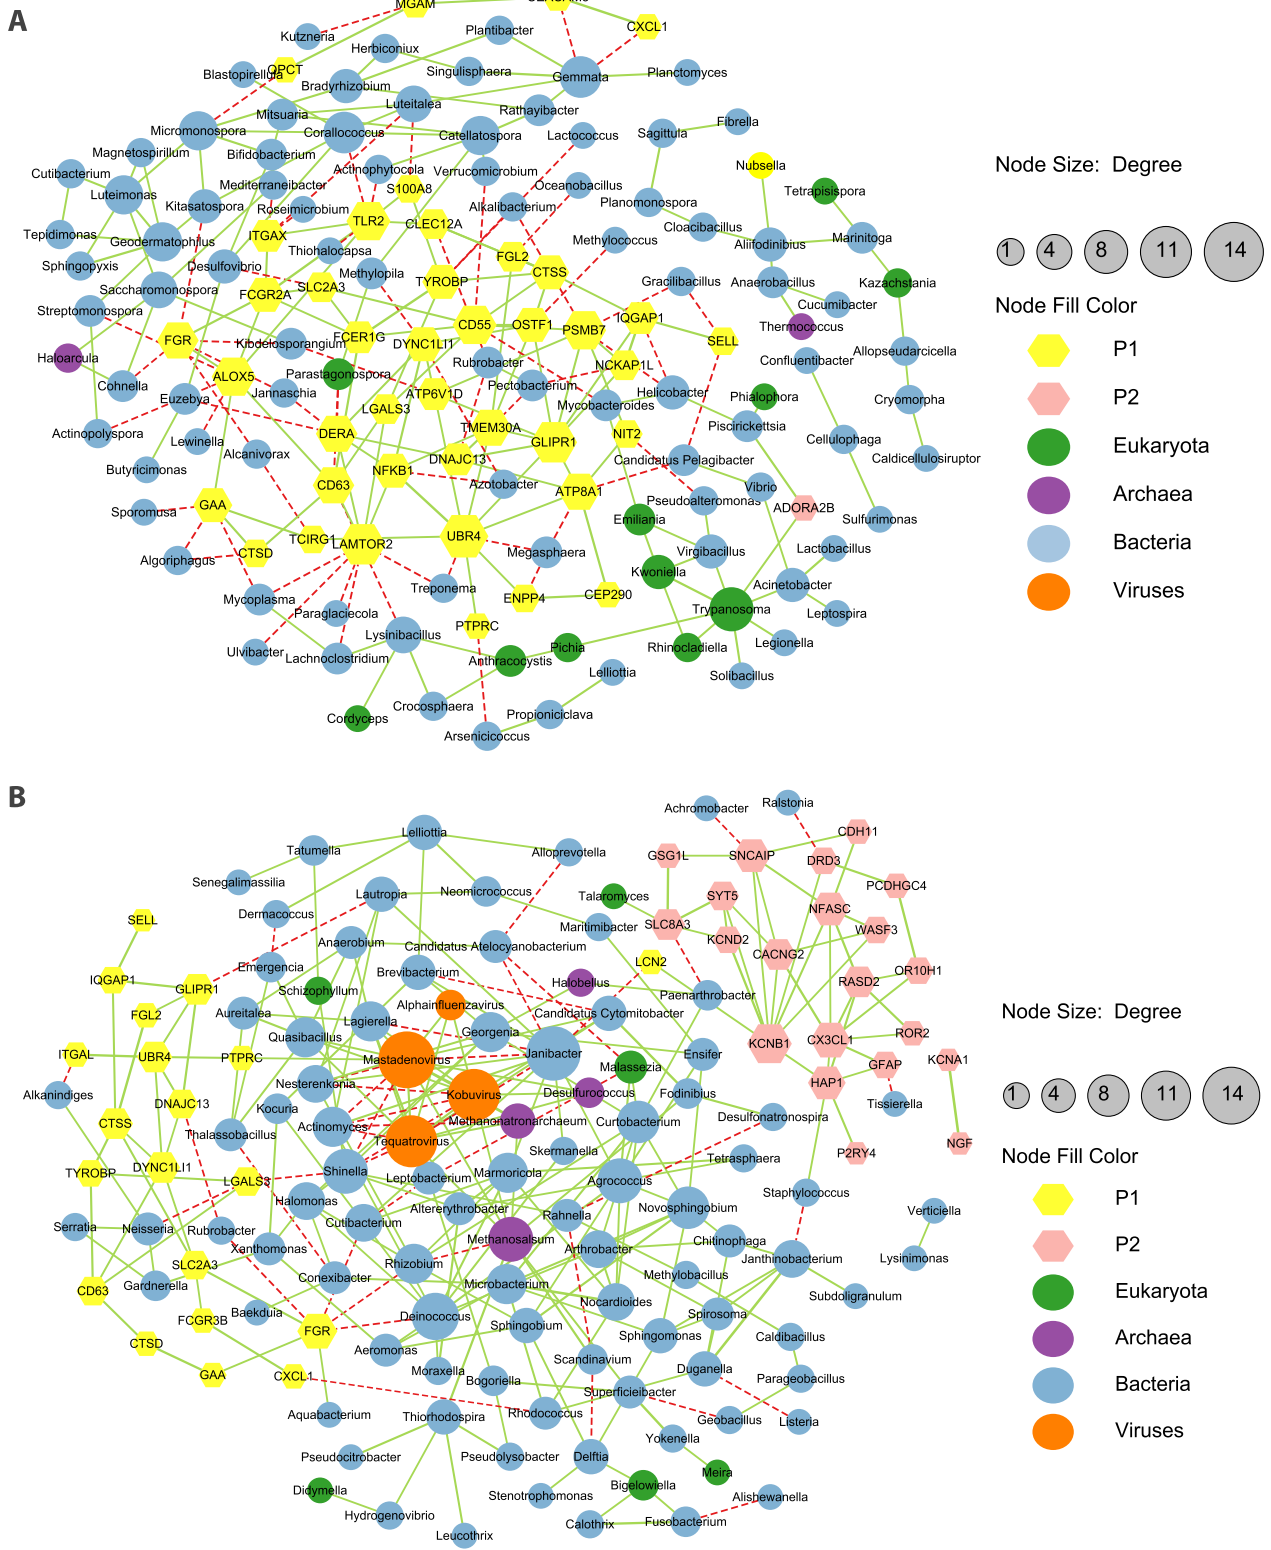 A
MGAM
CXCL1
Kutzneria
Plantibacter
Herbiconiux
Blastopirellula
QPCT
Singulisphaera
Gemmata
Planctomyces
Bradyrhizobium
Luteitalea
Rathayibacter
Mitsuaria
Micromonospora
Corallococcus
Catellatospora
Lactococcus
Sagittula
Fibrella
Magnetospirillum
Bifidobacterium
Cutibacterium
Actinophytocola
Verrucomicrobium
Nubsella
Luteimonas
Mediterraneibacter
S100A8
Oceanobacillus
Tetrapisispora
Kitasatospora
Roseimicrobium
Alkalibacterium
Planomonospora
TLR2
CLEC12A
Cloacibacillus
Tepidimonas
Geodermatophilus
ITGAX
Methylococcus
Aliifodinibius
Marinitoga
Thiohalocapsa
FGL2
Sphingopyxis
Desulfovibrio
Methylopila
CTSS
Saccharomonospora
SLC2A3
TYROBP
Gracilibacillus
Anaerobacillus
Kazachstania
FCGR2A
Cucumibacter
Streptomonospora
CD55
OSTF1
PSMB7
IQGAP1
Thermococcus
FGR
Kibdelosporangium
FCER1G
DYNC1LI1
SELL
Haloarcula
Rubrobacter
NCKAP1L
Confluentibacter
Allopseudarcicella
ALOX5
Parastagonospora
Cohnella
Jannaschia
ATP6V1D
Pectobacterium
Helicobacter
Euzebya
LGALS3
Mycobacteroides
Phialophora
Cryomorpha
Actinopolyspora
Lewinella
DERA
TMEM30A
GLIPR1
NIT2
Piscirickettsia
Cellulophaga
Butyricimonas
Alcanivorax
NFKB1
DNAJC13
Candidatus Pelagibacter
Caldicellulosiruptor
CD63
Azotobacter
ATP8A1
Vibrio
Sporomusa
GAA
Pseudoalteromonas
ADORA2B
Emiliania
Sulfurimonas
TCIRG1
LAMTOR2
UBR4
Algoriphagus
CTSD
Megasphaera
Virgibacillus
Lactobacillus
Kwoniella
Treponema
Acinetobacter
Mycoplasma
ENPP4
CEP290
Paraglaciecola
Trypanosoma
Leptospira
PTPRC
Lysinibacillus
Ulvibacter
Lachnoclostridium
Anthracocystis
Pichia
Rhinocladiella
Legionella
Lelliottia
Solibacillus
Crocosphaera
Cordyceps
Propioniciclava
Arsenicicoccus
Node Size: Degree
1 4 8 11 14
Node Fill Color
P1
P2
Eukaryota
Archaea
Bacteria
Viruses
B
Achromobacter
Ralstonia
Lelliottia
CDH11
Tatumella
Alloprevotella
GSG1L
SNCAIP
DRD3
Senegalimassilia
Lautropia
Neomicrococcus
Talaromyces
SYT5
PCDHGC4
Dermacoccus
SLC8A3
NFASC
SELL
Anaerobium
Candidatus Atelocyanobacterium
Maritimibacter
KCND2
WASF3
CACNG2
Emergencia
Brevibacterium
LCN2
IQGAP1
GLIPR1
Schizophyllum
Halobellus
Paenarthrobacter
RASD2
OR10H1
FGL2
Aureitalea
Lagierella
Alphainfluenzavirus
Candidatus Cytomitobacter
Quasibacillus
Georgenia
KCNB1
CX3CL1
ROR2
ITGAL
UBR4
PTPRC
Mastadenovirus
Janibacter
Ensifer
GFAP
KCNA1
Malassezia
HAP1
Alkanindiges
DNAJC13
Nesterenkonia
Kobuvirus
Desulfurococcus
Fodinibius
Tissierella
Kocuria
CTSS
Thalassobacillus
Actinomyces
Methanonatronarchaeum
Curtobacterium
Desulfonatronospira
Tequatrovirus
Skermanella
P2RY4
NGF
TYROBP
DYNC1LI1
LGALS3
Shinella
Leptobacterium
Marmoricola
Agrococcus
Tetrasphaera
Halomonas
Altererythrobacter
Rahnella
Novosphingobium
Staphylococcus
Verticiella
Serratia
Neisseria
Rubrobacter
Cutibacterium
Methanosalsum
Arthrobacter
Chitinophaga
Xanthomonas
Janthinobacterium
Lysinimonas
SLC2A3
Conexibacter
Rhizobium
Microbacterium
Methylobacillus
CD63
Gardnerella
Nocardioides
Subdoligranulum
FCGR3B
Baekduia
FGR
Deinococcus
Sphingobium
Sphingomonas
Spirosoma
Caldibacillus
CTSD
Aeromonas
Scandinavium
Duganella
GAA
CXCL1
Moraxella
Bogoriella
Superficieibacter
Parageobacillus
Aquabacterium
Thiorhodospira
Rhodococcus
Geobacillus
Listeria
Pseudocitrobacter
Pseudolysobacter
Delftia
Yokenella
Didymella
Stenotrophomonas
Bigelowiella
Meira
Alishewanella
Hydrogenovibrio
Calothrix
Fusobacterium
Leucothrix
Node Size: Degree
1 4 8 11 14
Node Fill Color
P1
P2
Eukaryota
Archaea
Bacteria
Viruses